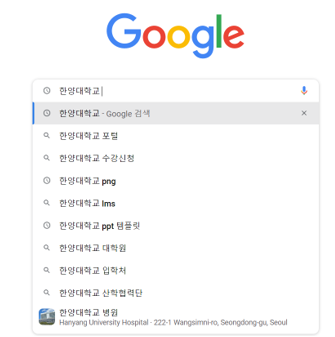 Google
한양대학교
한양대학교 - Google 검색
한양대학교 포털
한양대학교 수강신청
한양대학교 png
한양대학교 lms
한양대학교 ppt 템플릿
한양대학교 대학원
한양대학교 입학처
한양대학교 산학협력단
한양대학교 병원
Hanyang University Hospital - 222-1 Wangsimni-ro, Seongdong-gu, Seoul